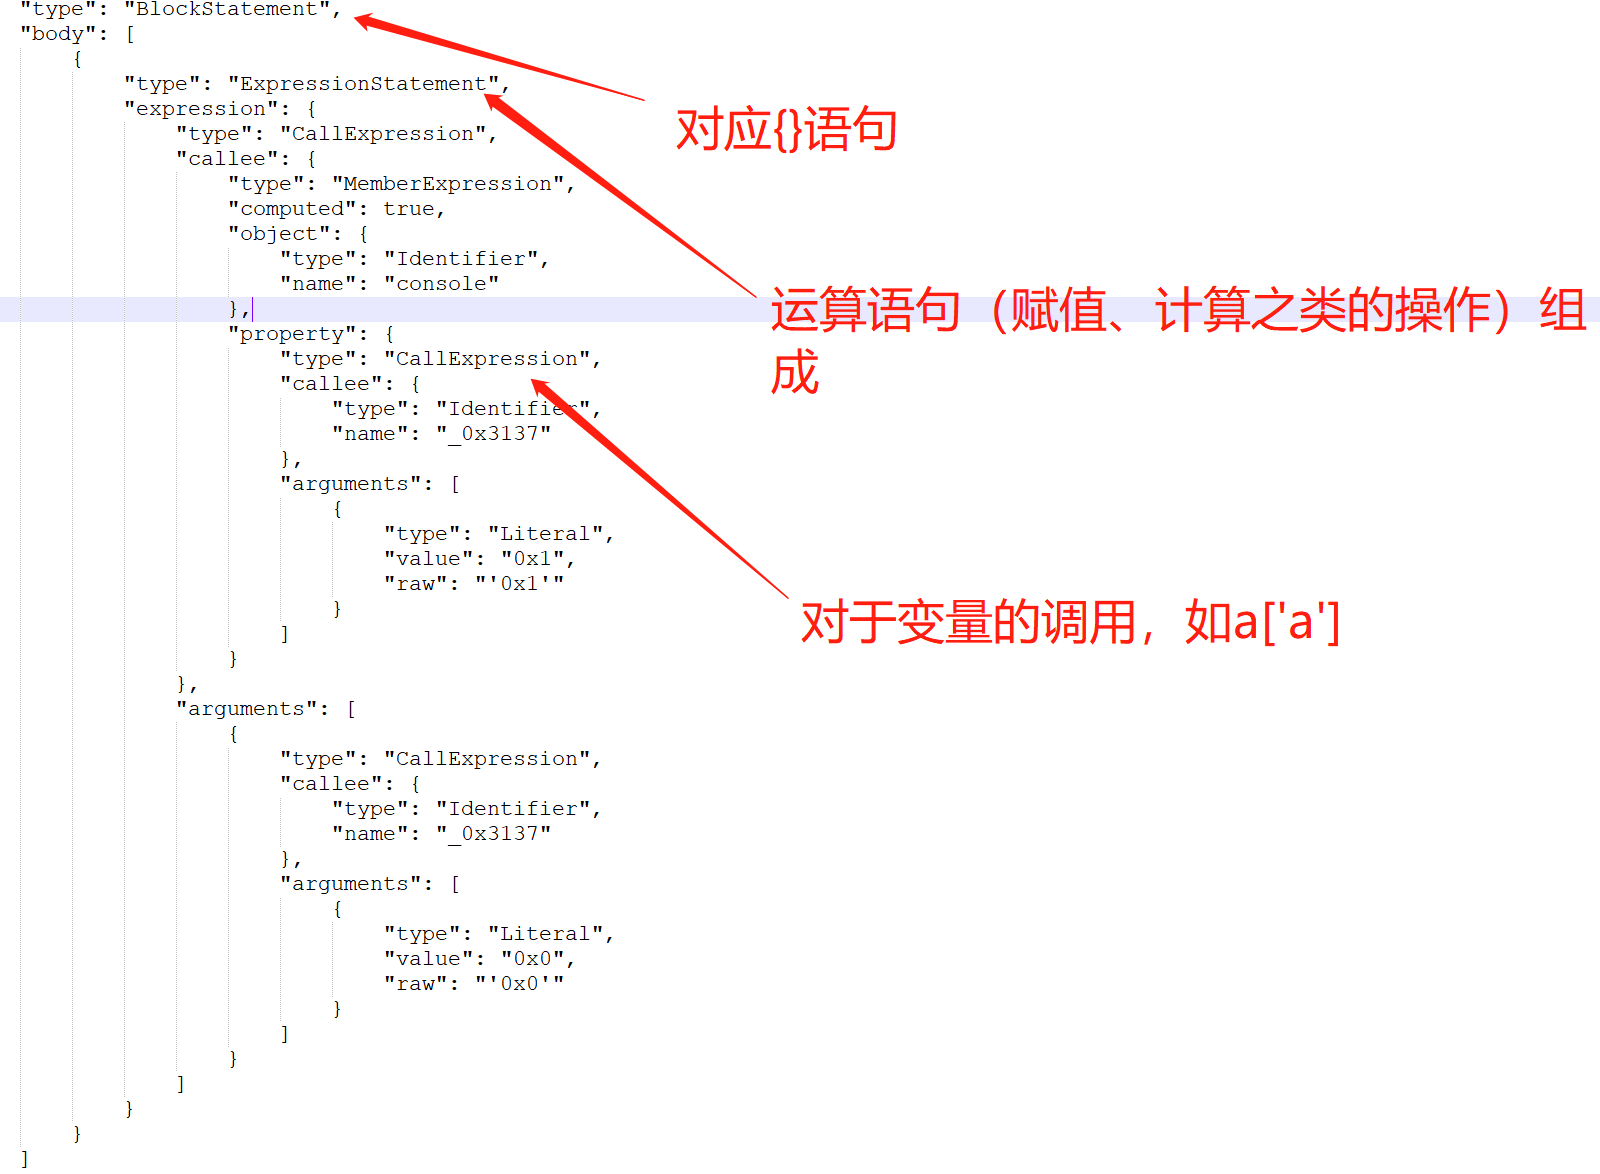 "type": "BlockStatement",
"body": [
{
"type": "ExpressionStatement",
"expression": {
"type": "CallExpression",
"callee": {
"type": "MemberExpression",
"computed": true,
"object": {
"type": "Identifier",
"name": "console"
},
"property": {
"type": "CallExpression",
"callee": {
"type": "Identifier",
"name": "_0x3137"
},
"arguments": [
{
"type": "Literal",
"value": "0x1",
"raw": "'0x1'"
}
]
}
},
"arguments": [
{
"type": "CallExpression",
"callee": {
"type": "Identifier",
"name": "_0x3137"
},
"arguments": [
{
"type": "Literal",
"value": "0x0",
"raw": "'0x0'"
}
]
}
]
}
}
]
对应{}语句
运算语句（赋值、计算之类的操作）组
成
对于变量的调用，如a['a']